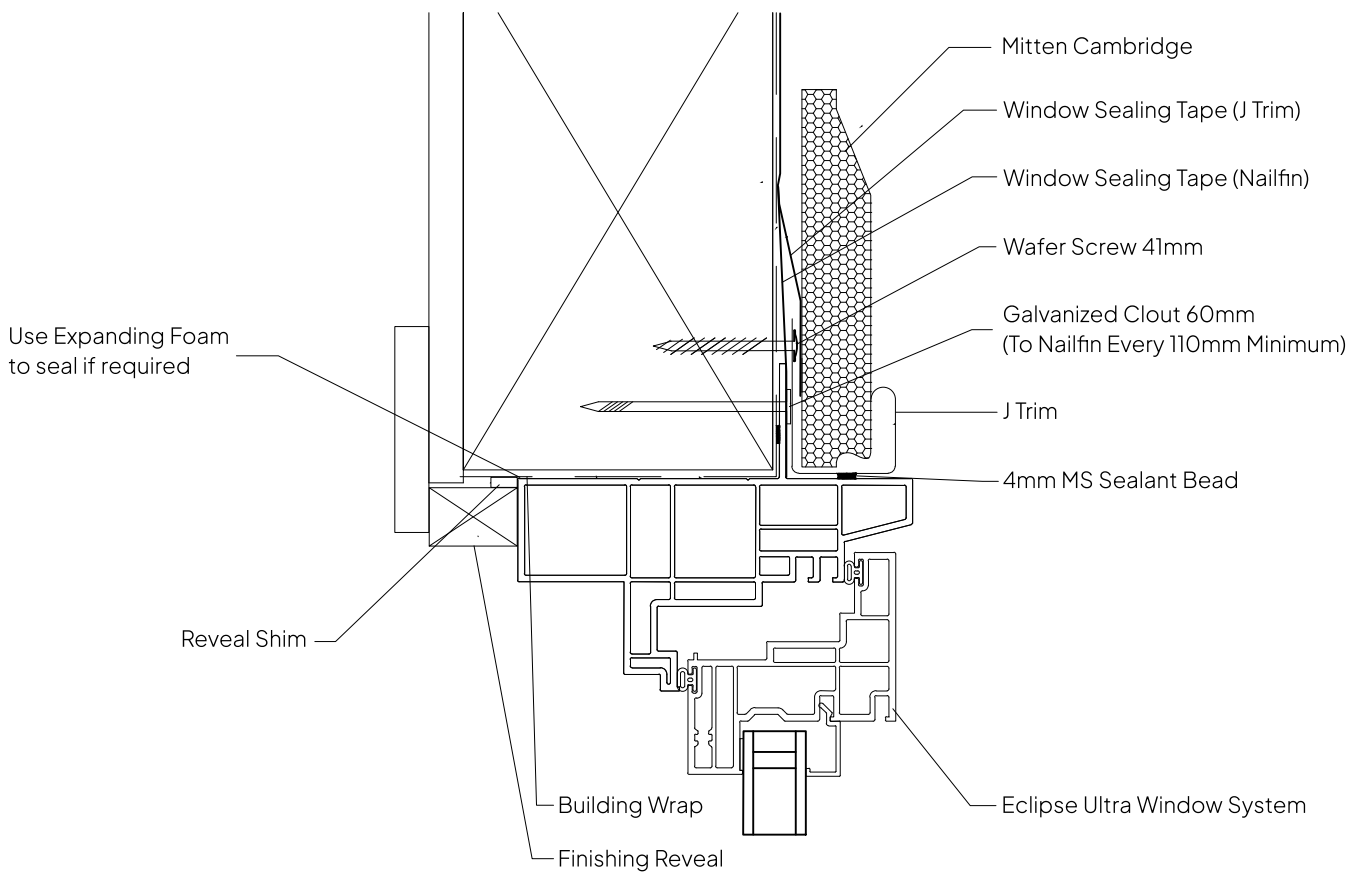 Mitten Cambridge
Window Sealing Tape (J Trim)
Window Sealing Tape (Nailfin)
Wafer Screw 41mm
Galvanized Clout 60mm
(To Nailfin Every 110mm Minimum)
Use Expanding Foam
to seal if required
J Trim
4mm MS Sealant Bead
Reveal Shim
Building Wrap
Eclipse Ultra Window System
Finishing Reveal